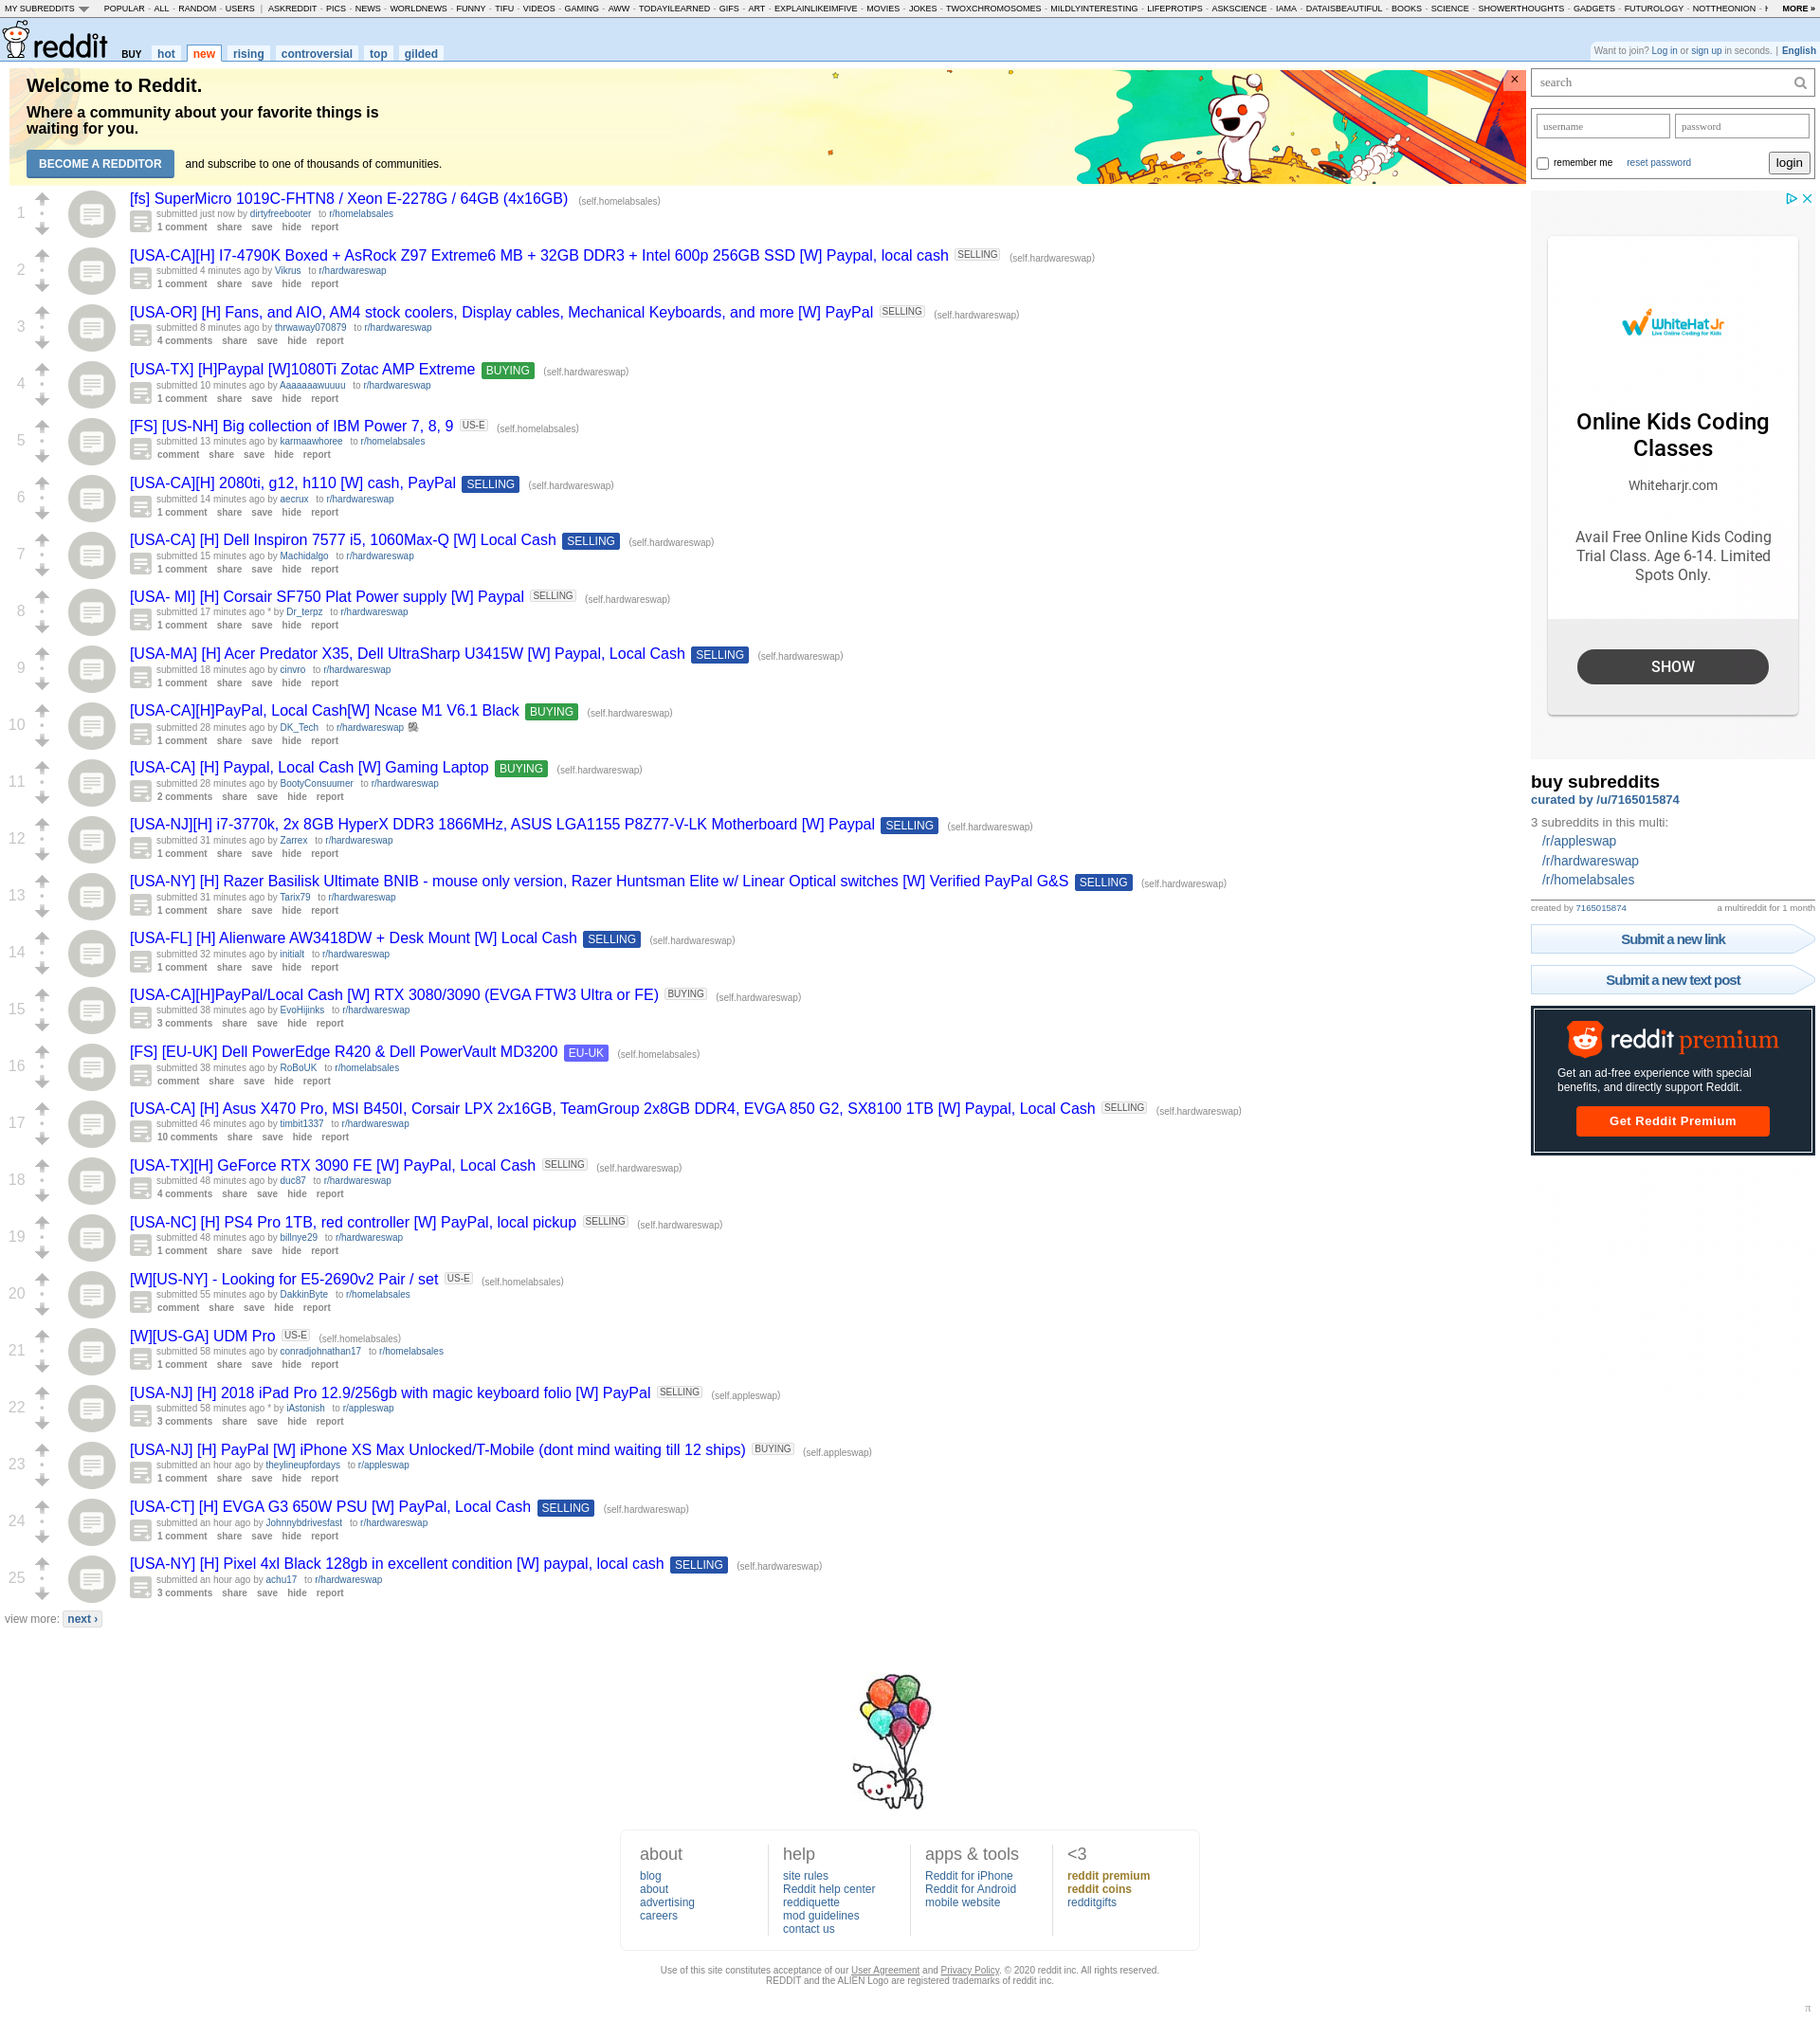 MY SUBREDDITS POPULAR - ALL - RANDOM - USERS | ASKREDDIT - PICS - NEWS - WORLDNEWS - FUNNY - TIFU - VIDEOS - GAMING - AWW - TODAYILEARNED - GIFS - ART - EXPLAINLIKEIMFIVE - MOVIES - JOKES - TWOXCHROMOSOMES - MILDLYINTERESTING - LIFEPROTIPS - ASKSCIENCE - IAMA - DATAISBEAUTIFUL - BOOKS - SCIENCE - SHOWERTHOUGHTS - GADGETS - FUTUROLOGY - NOTTHEONION - MORE »
reddit BUY hot new rising controversial top gilded
Want to join? Log in or sign up in seconds. | English
Welcome to Reddit.
Where a community about your favorite things is
waiting for you.
BECOME A REDDITOR and subscribe to one of thousands of communities.
×
1
[fs] SuperMicro 1019C-FHTN8 / Xeon E-2278G / 64GB (4x16GB) (self.homelabsales)
submitted just now by dirtyfreebooter to r/homelabsales
1 comment share save hide report
2
[USA-CA][H] I7-4790K Boxed + AsRock Z97 Extreme6 MB + 32GB DDR3 + Intel 600p 256GB SSD [W] Paypal, local cash SELLING (self.hardwareswap)
submitted 4 minutes ago by Vikrus to r/hardwareswap
1 comment share save hide report
3
[USA-OR] [H] Fans, and AIO, AM4 stock coolers, Display cables, Mechanical Keyboards, and more [W] PayPal SELLING (self.hardwareswap)
submitted 8 minutes ago by thrwaway070879 to r/hardwareswap
4 comments share save hide report
4
[USA-TX] [H]Paypal [W]1080Ti Zotac AMP Extreme BUYING (self.hardwareswap)
submitted 10 minutes ago by Aaaaaaawuuuu to r/hardwareswap
1 comment share save hide report
5
[FS] [US-NH] Big collection of IBM Power 7, 8, 9 US-E (self.homelabsales)
submitted 13 minutes ago by karmaawhoree to r/homelabsales
comment share save hide report
6
[USA-CA][H] 2080ti, g12, h110 [W] cash, PayPal SELLING (self.hardwareswap)
submitted 14 minutes ago by aecrux to r/hardwareswap
1 comment share save hide report
7
[USA-CA] [H] Dell Inspiron 7577 i5, 1060Max-Q [W] Local Cash SELLING (self.hardwareswap)
submitted 15 minutes ago by Machidalgo to r/hardwareswap
1 comment share save hide report
8
[USA- MI] [H] Corsair SF750 Plat Power supply [W] Paypal SELLING (self.hardwareswap)
submitted 17 minutes ago * by Dr_terpz to r/hardwareswap
1 comment share save hide report
9
[USA-MA] [H] Acer Predator X35, Dell UltraSharp U3415W [W] Paypal, Local Cash SELLING (self.hardwareswap)
submitted 18 minutes ago by cinvro to r/hardwareswap
1 comment share save hide report
10
[USA-CA][H]PayPal, Local Cash[W] Ncase M1 V6.1 Black BUYING (self.hardwareswap)
submitted 28 minutes ago by DK_Tech to r/hardwareswap
1 comment share save hide report
11
[USA-CA] [H] Paypal, Local Cash [W] Gaming Laptop BUYING (self.hardwareswap)
submitted 28 minutes ago by BootyConsuumer to r/hardwareswap
2 comments share save hide report
12
[USA-NJ][H] i7-3770k, 2x 8GB HyperX DDR3 1866MHz, ASUS LGA1155 P8Z77-V-LK Motherboard [W] Paypal SELLING (self.hardwareswap)
submitted 31 minutes ago by Zarrex to r/hardwareswap
1 comment share save hide report
13
[USA-NY] [H] Razer Basilisk Ultimate BNIB - mouse only version, Razer Huntsman Elite w/ Linear Optical switches [W] Verified PayPal G&S SELLING (self.hardwareswap)
submitted 31 minutes ago by Tarix79 to r/hardwareswap
1 comment share save hide report
14
[USA-FL] [H] Alienware AW3418DW + Desk Mount [W] Local Cash SELLING (self.hardwareswap)
submitted 32 minutes ago by initialt to r/hardwareswap
1 comment share save hide report
15
[USA-CA][H]PayPal/Local Cash [W] RTX 3080/3090 (EVGA FTW3 Ultra or FE) BUYING (self.hardwareswap)
submitted 38 minutes ago by EvoHijinks to r/hardwareswap
3 comments share save hide report
16
[FS] [EU-UK] Dell PowerEdge R420 & Dell PowerVault MD3200 EU-UK (self.homelabsales)
submitted 38 minutes ago by RoBoUK to r/homelabsales
comment share save hide report
17
[USA-CA] [H] Asus X470 Pro, MSI B450I, Corsair LPX 2x16GB, TeamGroup 2x8GB DDR4, EVGA 850 G2, SX8100 1TB [W] Paypal, Local Cash SELLING (self.hardwareswap)
submitted 46 minutes ago by timbit1337 to r/hardwareswap
10 comments share save hide report
18
[USA-TX][H] GeForce RTX 3090 FE [W] PayPal, Local Cash SELLING (self.hardwareswap)
submitted 48 minutes ago by duc87 to r/hardwareswap
4 comments share save hide report
19
[USA-NC] [H] PS4 Pro 1TB, red controller [W] PayPal, local pickup SELLING (self.hardwareswap)
submitted 48 minutes ago by billnye29 to r/hardwareswap
1 comment share save hide report
20
[W][US-NY] - Looking for E5-2690v2 Pair / set US-E (self.homelabsales)
submitted 55 minutes ago by DakkinByte to r/homelabsales
comment share save hide report
21
[W][US-GA] UDM Pro US-E (self.homelabsales)
submitted 58 minutes ago by conradjohnathan17 to r/homelabsales
1 comment share save hide report
22
[USA-NJ] [H] 2018 iPad Pro 12.9/256gb with magic keyboard folio [W] PayPal SELLING (self.appleswap)
submitted 58 minutes ago * by iAstonish to r/appleswap
3 comments share save hide report
23
[USA-NJ] [H] PayPal [W] iPhone XS Max Unlocked/T-Mobile (dont mind waiting till 12 ships) BUYING (self.appleswap)
submitted an hour ago by theylineupfordays to r/appleswap
1 comment share save hide report
24
[USA-CT] [H] EVGA G3 650W PSU [W] PayPal, Local Cash SELLING (self.hardwareswap)
submitted an hour ago by Johnnybdrivesfast to r/hardwareswap
1 comment share save hide report
25
[USA-NY] [H] Pixel 4xl Black 128gb in excellent condition [W] paypal, local cash SELLING (self.hardwareswap)
submitted an hour ago by achu17 to r/hardwareswap
3 comments share save hide report
view more: next ›
search
username password
remember me reset password login
WhiteHat Jr
Live Online Coding for Kids
Online Kids Coding
Classes
Whiteharjr.com
Avail Free Online Kids Coding
Trial Class. Age 6-14. Limited
Spots Only.
SHOW
buy subreddits
curated by /u/7165015874
3 subreddits in this multi:
/r/appleswap
/r/hardwareswap
/r/homelabsales
created by 7165015874 a multireddit for 1 month
Submit a new link
Submit a new text post
reddit premium
Get an ad-free experience with special
benefits, and directly support Reddit.
Get Reddit Premium
about
blog
about
advertising
careers
help
site rules
Reddit help center
reddiquette
mod guidelines
contact us
apps & tools
Reddit for iPhone
Reddit for Android
mobile website
<3
reddit premium
reddit coins
redditgifts
Use of this site constitutes acceptance of our User Agreement and Privacy Policy. © 2020 reddit inc. All rights reserved.
REDDIT and the ALIEN Logo are registered trademarks of reddit inc.
π